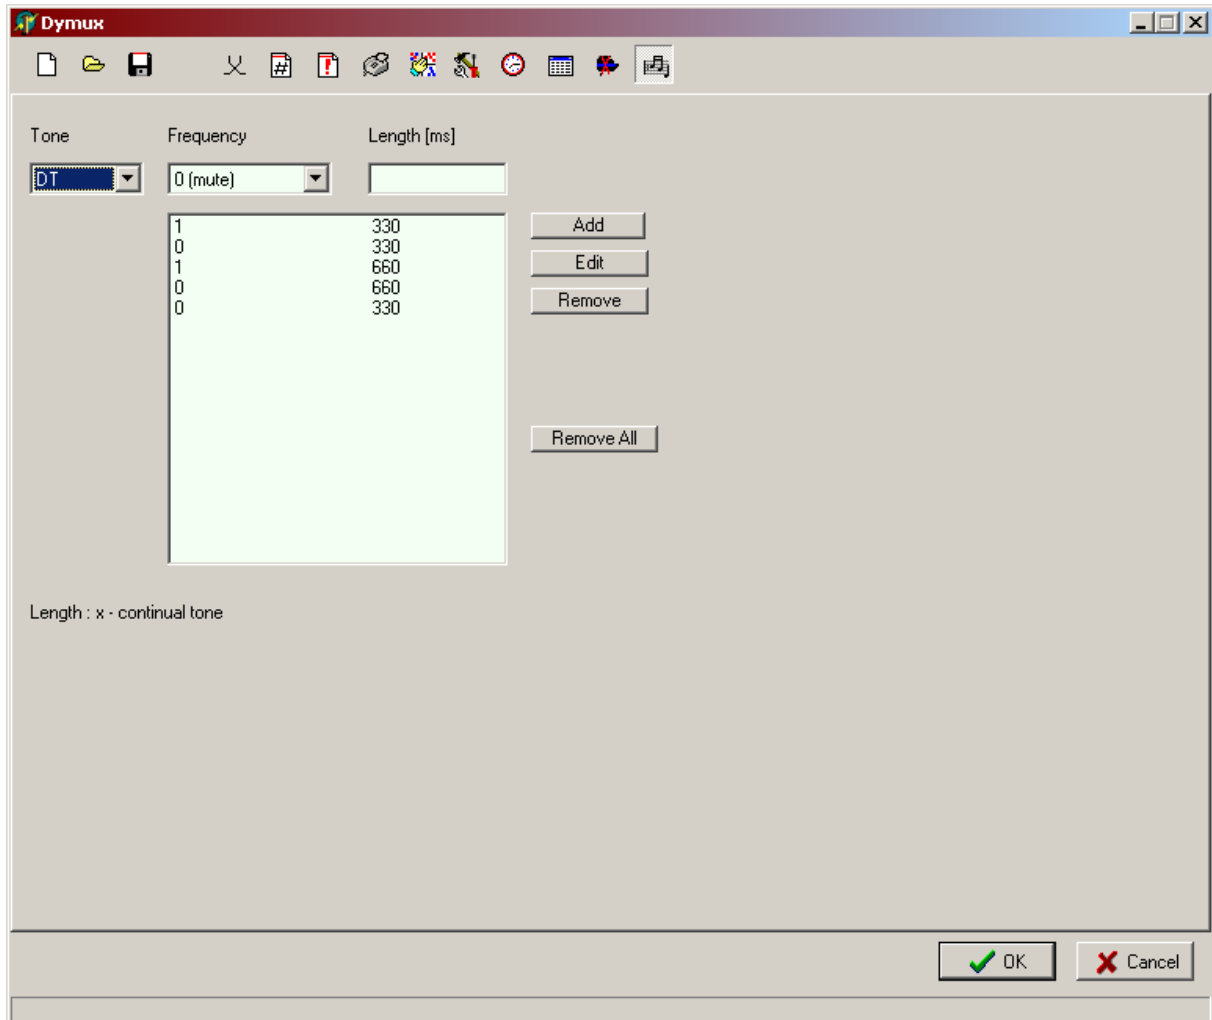 Dymux
Tone Frequency Length [ms]
DT 0 (mute)
1 330
0 330
1 660
0 660
0 330
Add
Edit
Remove
Remove All
Length : x - continual tone
OK Cancel